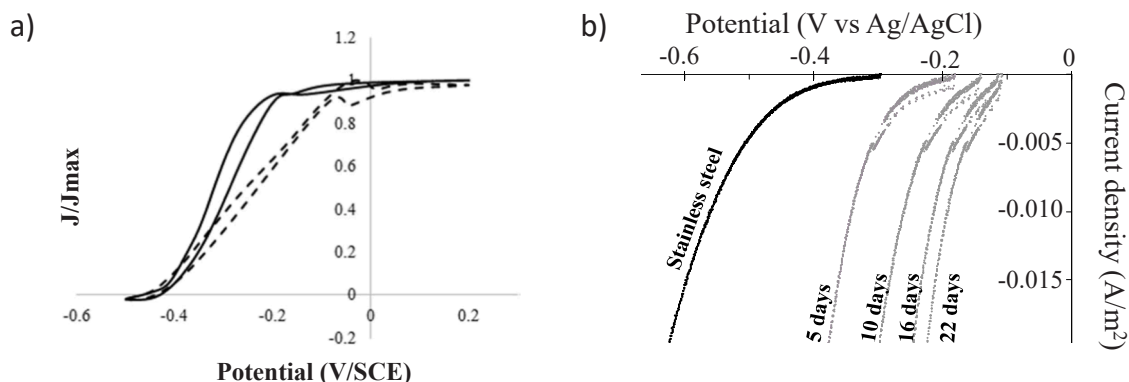 a)
1.2
1
0.8
0.6
0.4
0.2
0
-0.2
-0.6
-0.4
-0.2
0
0.2
J/Jmax
Potential (V/SCE)
b)
Potential (V vs Ag/AgCl)
-0.6
-0.4
-0.2
0
-0.005
-0.010
-0.015
Current density (A/m²)
Stainless steel
5 days
10 days
16 days
22 days